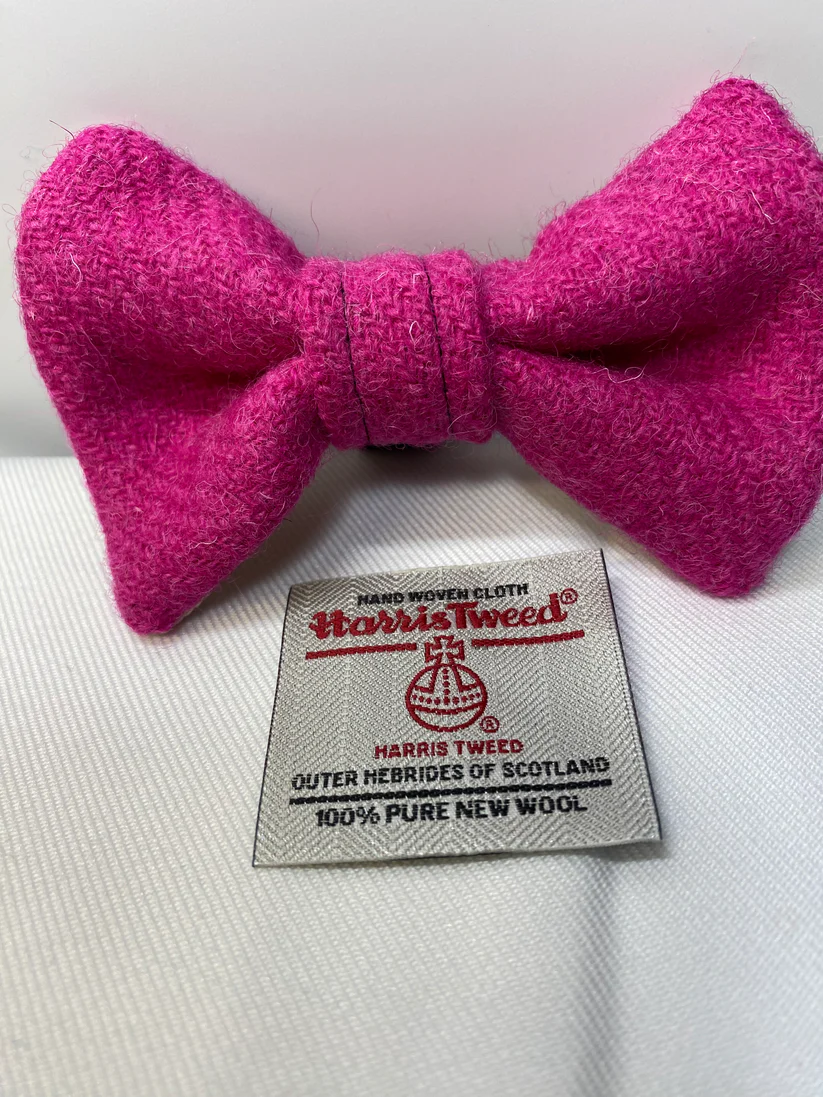 HAND WOVEN CLOTH
Harris Tweed®
®
HARRIS TWEED
OUTER HEBRIDES OF SCOTLAND
100% PURE NEW WOOL